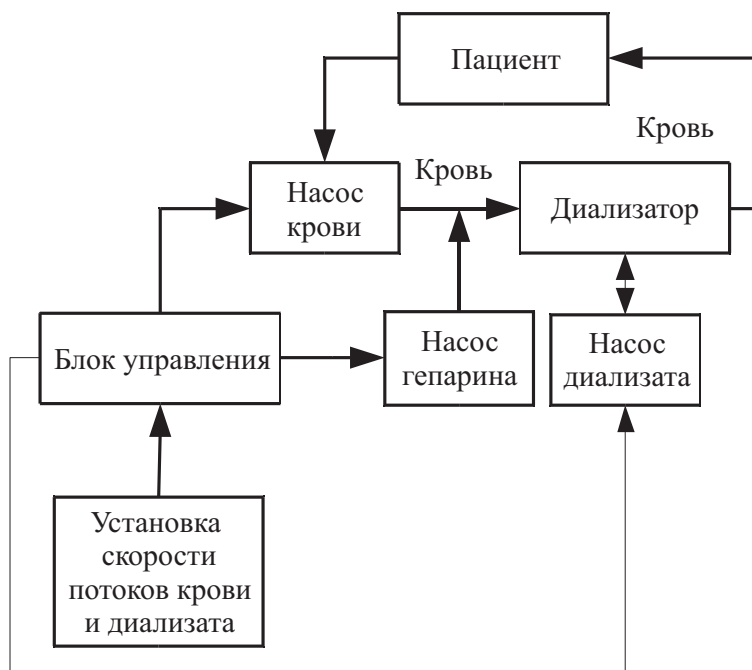 Пациент
Кровь
Кровь
Насос
крови
Диализатор
Блок управления
Насос
гепарина
Насос
диализата
Установка
скорости
потоков крови
и диализата